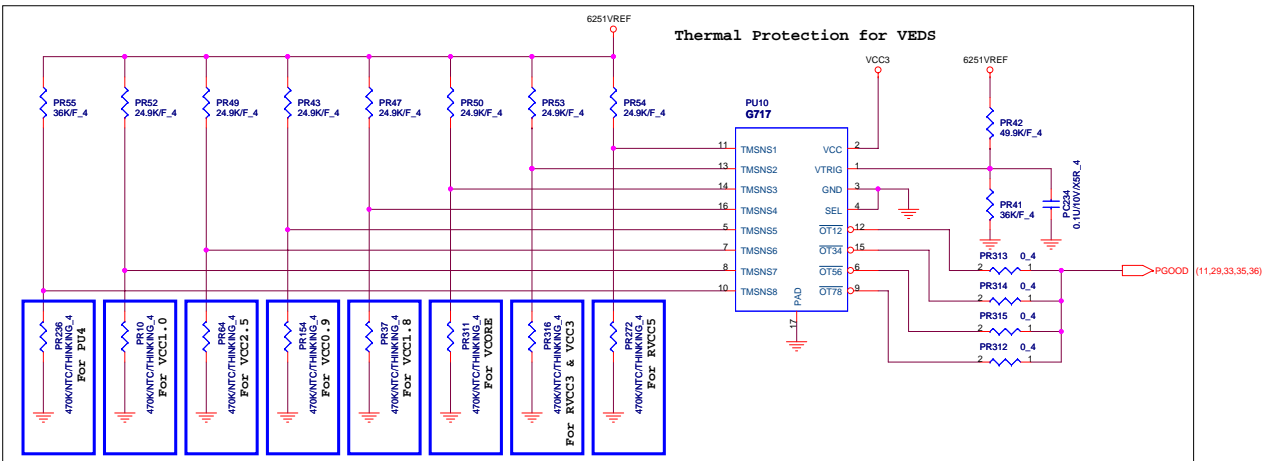 6251VREF
Thermal Protection for VEDS
VCC3
6251VREF
PR55
36K/F_4
PR52
24.9K/F_4
PR49
24.9K/F_4
PR43
24.9K/F_4
PR47
24.9K/F_4
PR50
24.9K/F_4
PR53
24.9K/F_4
PR54
24.9K/F_4
PU10
G717
PR42
49.9K/F_4
11 TMSNS1
13 TMSNS2
14 TMSNS3
16 TMSNS4
5 TMSNS5
7 TMSNS6
8 TMSNS7
10 TMSNS8
VCC 2
VTRIG 1
GND 3
SEL 4
OT12 12
OT34 15
OT56 6
OT78 9
PAD
17
PR41
36K/F_4
PC234
0.1U/10V/X5R_4
PR313 0_4
2 1
PR314 0_4
2 1
PR315 0_4
2 1
PR312 0_4
2 1
PGOOD (11,29,33,35,36)
PR236
470K/NTC/THINKING_4
For PU4
PR10
470K/NTC/THINKING_4
For VCC1.0
PR64
470K/NTC/THINKING_4
For VCC2.5
PR154
470K/NTC/THINKING_4
For VCC0.9
PR37
470K/NTC/THINKING_4
For VCC1.8
PR311
470K/NTC/THINKING_4
For VCORE
PR316
470K/NTC/THINKING_4
For RVCC3 & VCC3
PR272
470K/NTC/THINKING_4
For RVCC5